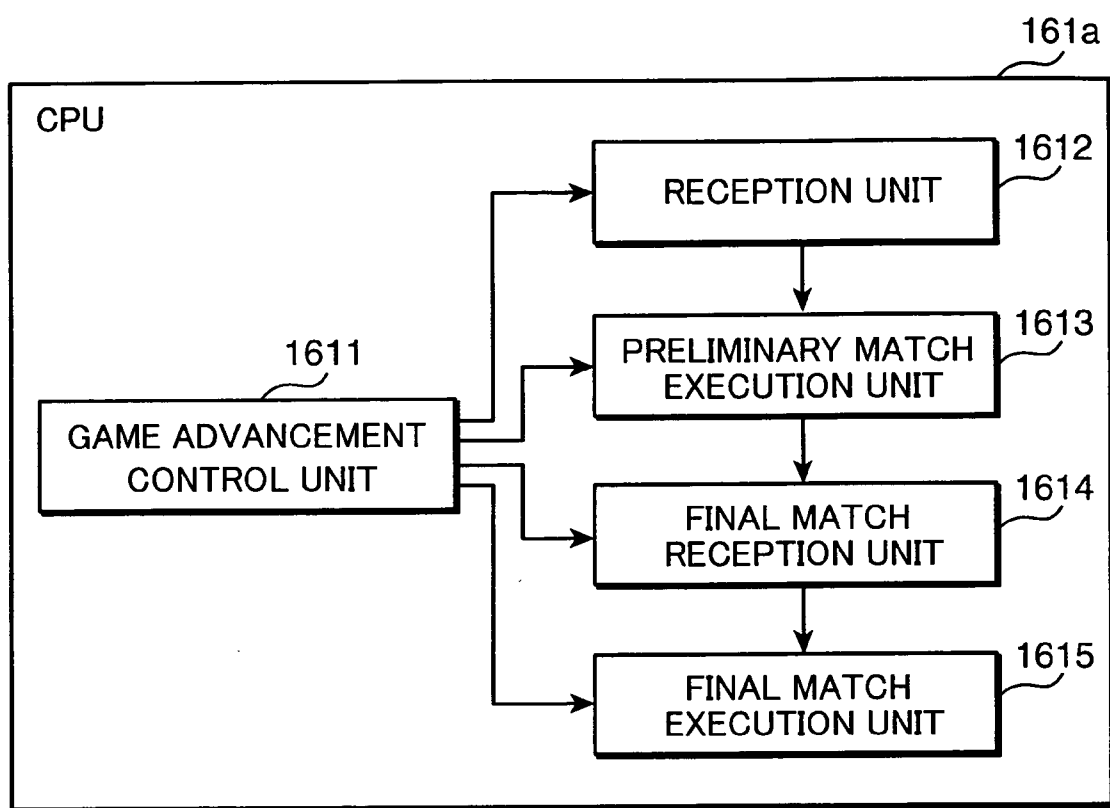 161a
CPU
1612
RECEPTION UNIT
1613
PRELIMINARY MATCH
EXECUTION UNIT
1611
GAME ADVANCEMENT
CONTROL UNIT
1614
FINAL MATCH
RECEPTION UNIT
1615
FINAL MATCH
EXECUTION UNIT